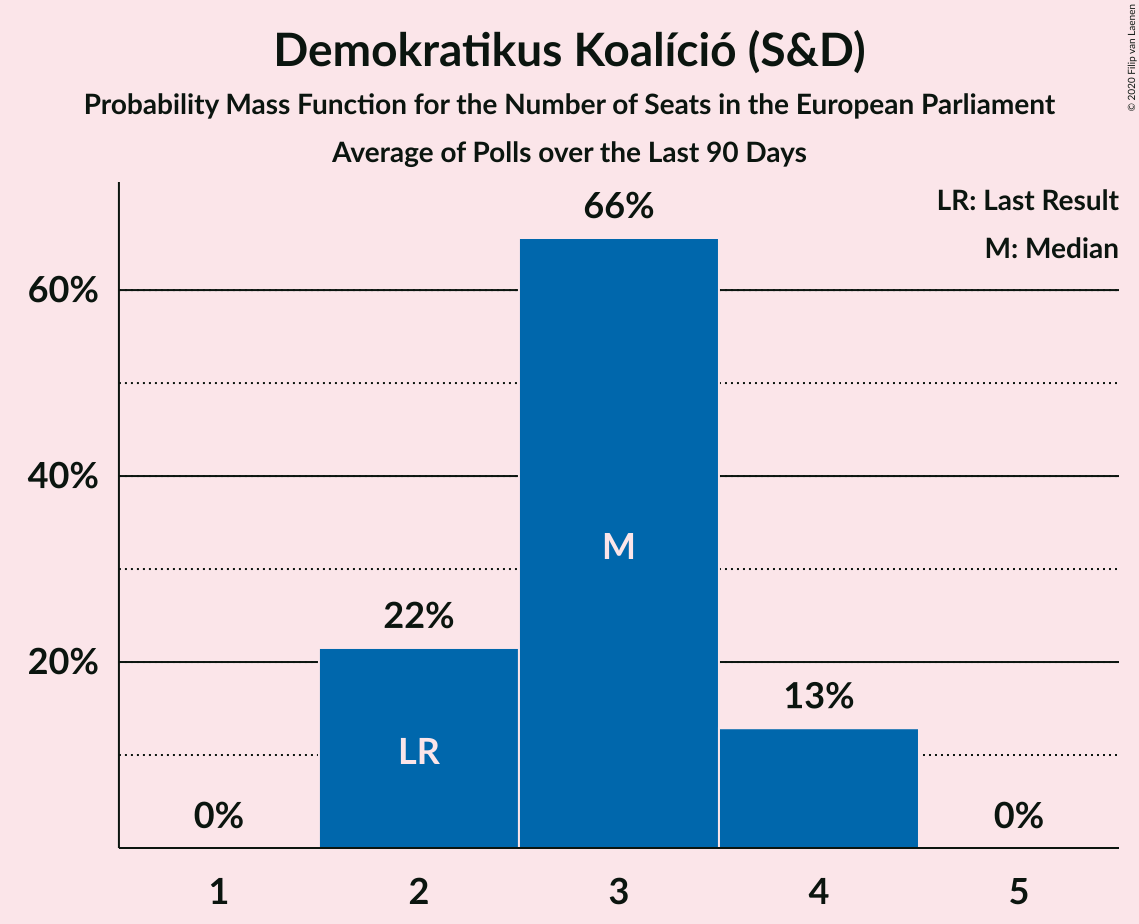 Demokratikus Koalíció (S&D)
Probability Mass Function for the Number of Seats in the European Parliament
Average of Polls over the Last 90 Days
© 2020 Filip van Laenen
LR: Last Result
M: Median
66%
60%
40%
M
22%
20%
13%
LR
0%
0%
1 2 3 4 5